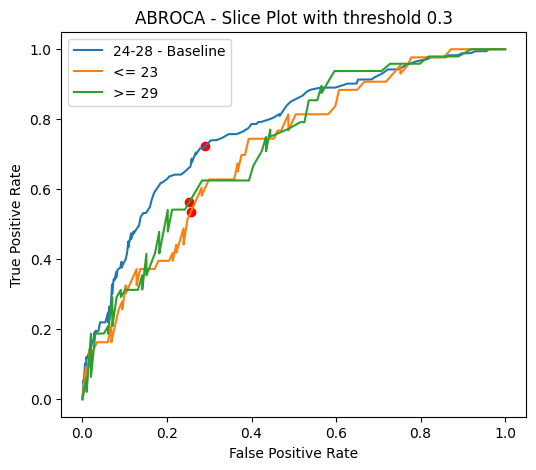 ABROCA - Slice Plot with threshold 0.3
24-28 - Baseline
<= 23
>= 29
True Positive Rate
1.0
0.8
0.6
0.4
0.2
0.0
0.0 0.2 0.4 0.6 0.8 1.0
False Positive Rate